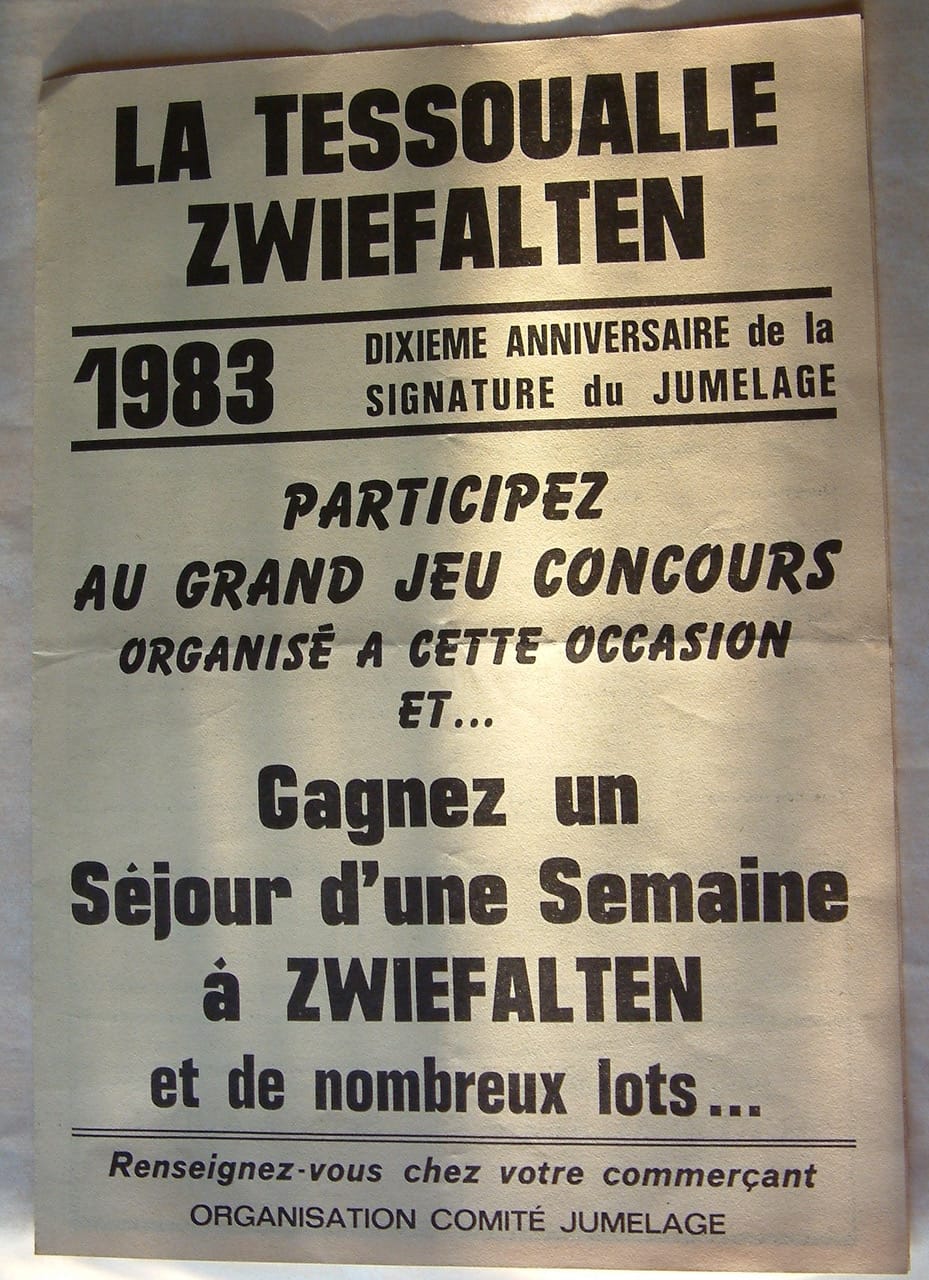 LA TESSOUALLE
ZWIEFALTEN
1983
DIXIEME ANNIVERSAIRE de la
SIGNATURE du JUMELAGE
PARTICIPEZ
AU GRAND JEU CONCOURS
ORGANISÉ A CETTE OCCASION
ET...
Gagnez un
Séjour d'une Semaine
à ZWIEFALTEN
et de nombreux lots...
Renseignez-vous chez votre commerçant
ORGANISATION COMITÉ JUMELAGE